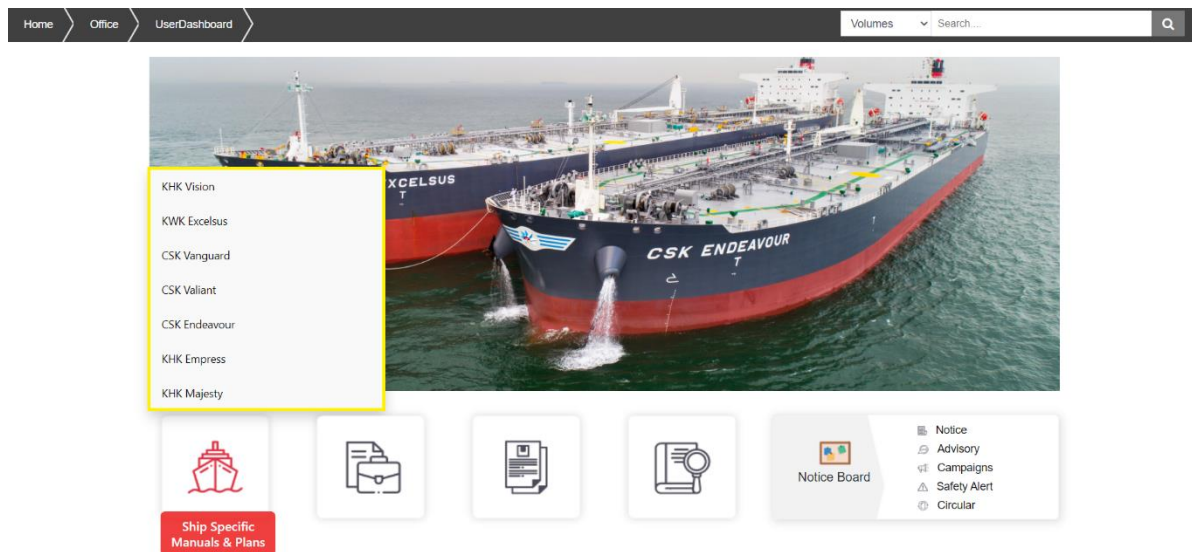 Home Office UserDashboard Volumes Search...
XCELSUS
T
CSK ENDEAVOUR
T
KHK Vision
KWK Excelsus
CSK Vanguard
CSK Valiant
CSK Endeavour
KHK Empress
KHK Majesty
Ship Specific
Manuals & Plans
Notice Board
Notice
Advisory
Campaigns
Safety Alert
Circular